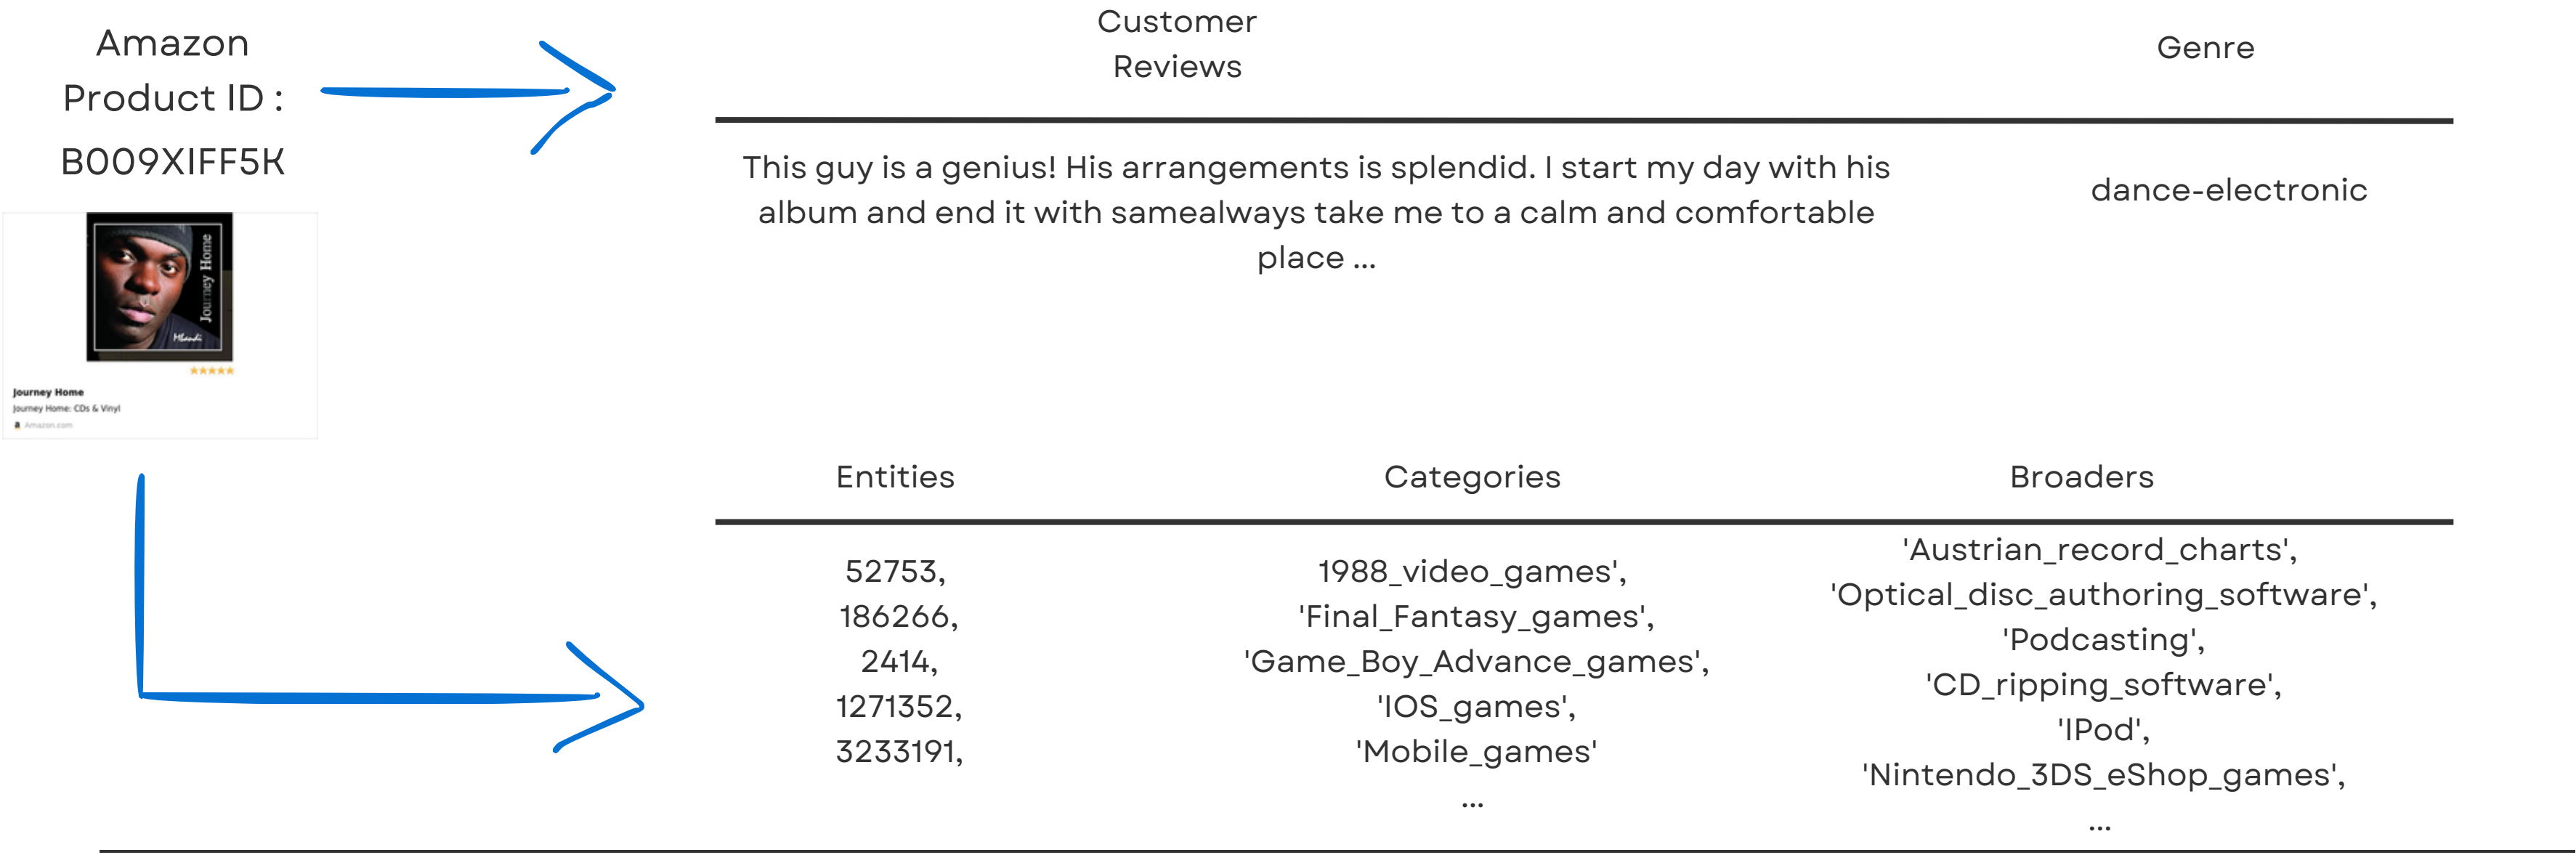 Amazon
Product ID :
B009XIFF5K
Journey Home
Mbandi
Journey Home
Journey Home: CDs & Vinyl
Amazon.com
Customer
Reviews
Genre
This guy is a genius! His arrangements is splendid. I start my day with his
album and end it with samealways take me to a calm and comfortable
place ...
dance-electronic
Entities
Categories
Broaders
52753,
186266,
2414,
1271352,
3233191,
1988_video_games',
'Final_Fantasy_games',
'Game_Boy_Advance_games',
'IOS_games',
'Mobile_games'
...
'Austrian_record_charts',
'Optical_disc_authoring_software',
'Podcasting',
'CD_ripping_software',
'IPod',
'Nintendo_3DS_eShop_games',
...